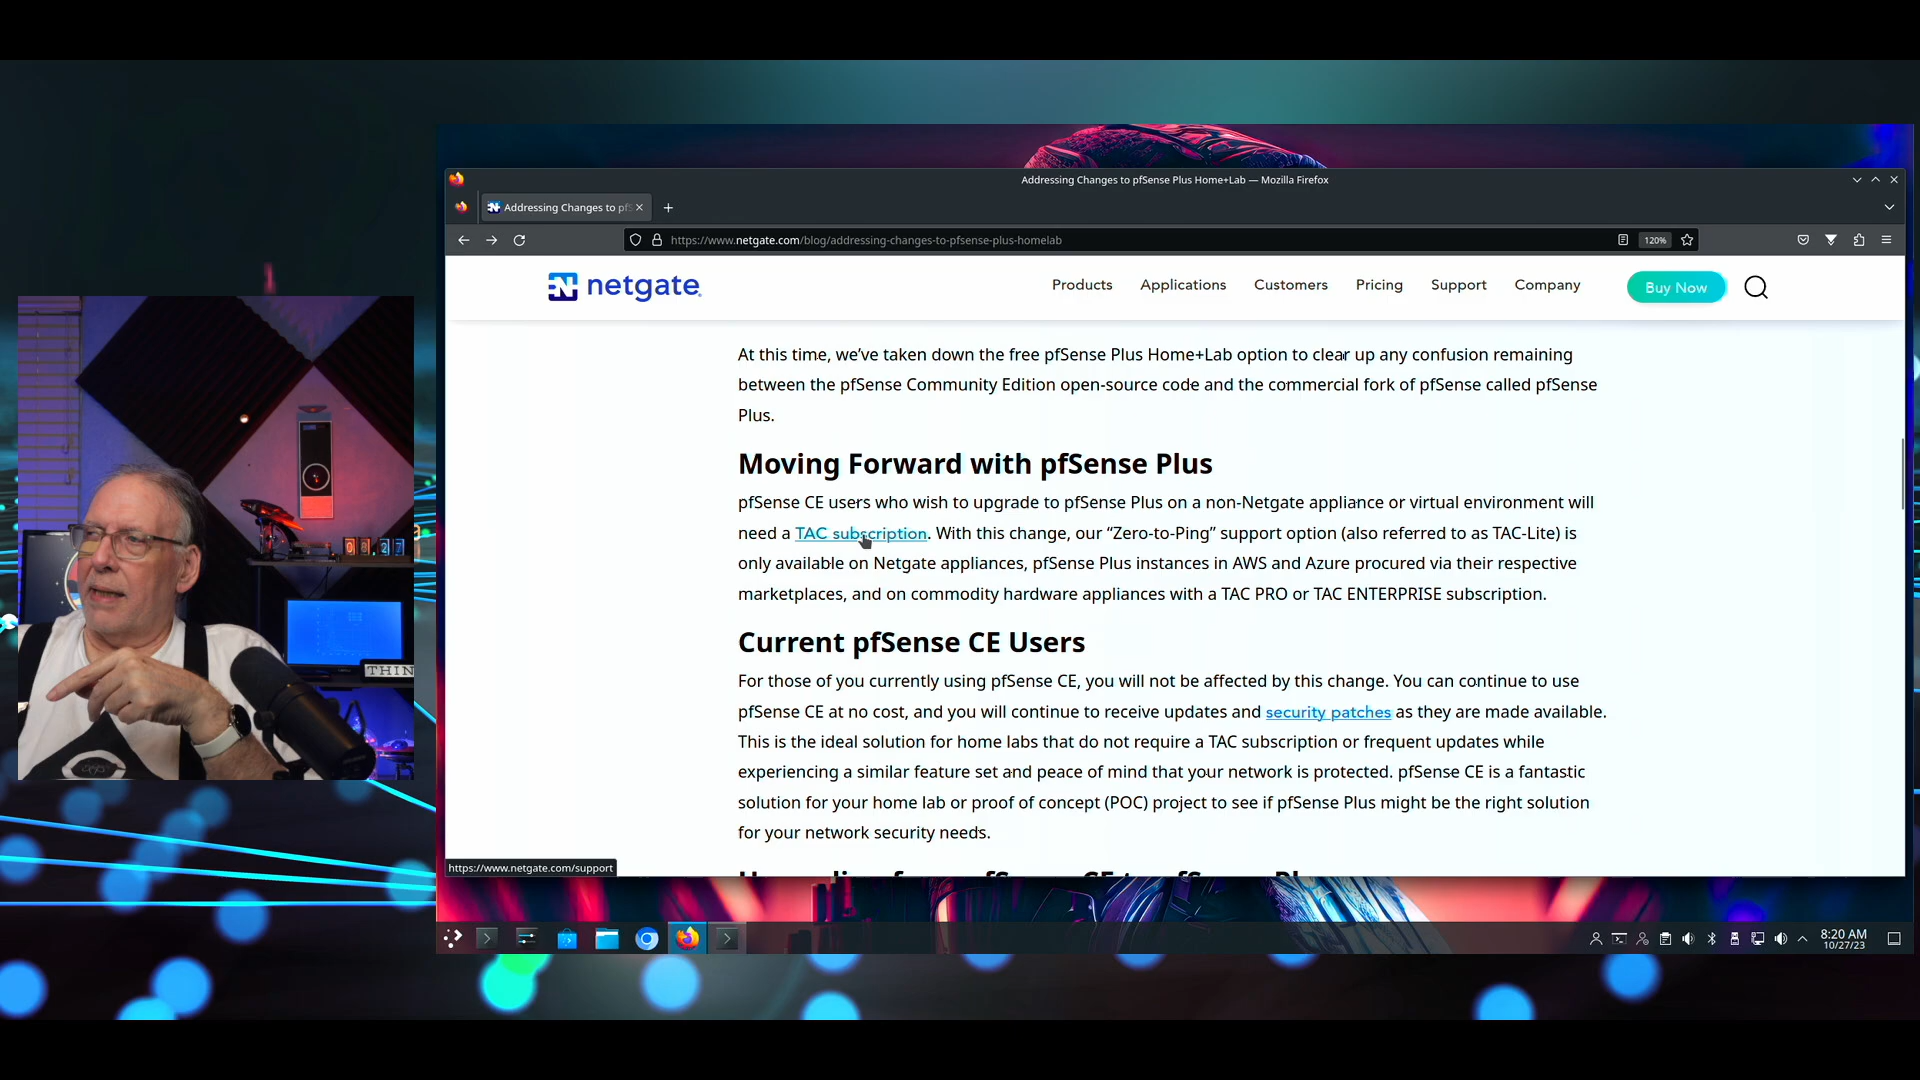 Addressing Changes to pfSense Plus Home+Lab — Mozilla Firefox
Addressing Changes to pf
https://www.netgate.com/blog/addressing-changes-to-pfsense-plus-homelab
120%
netgate
Products
Applications
Customers
Pricing
Support
Company
Buy Now
At this time, we’ve taken down the free pfSense Plus Home+Lab option to clear up any confusion remaining
between the pfSense Community Edition open-source code and the commercial fork of pfSense called pfSense
Plus.
Moving Forward with pfSense Plus
pfSense CE users who wish to upgrade to pfSense Plus on a non-Netgate appliance or virtual environment will
need a TAC subscription. With this change, our “Zero-to-Ping” support option (also referred to as TAC-Lite) is
only available on Netgate appliances, pfSense Plus instances in AWS and Azure procured via their respective
marketplaces, and on commodity hardware appliances with a TAC PRO or TAC ENTERPRISE subscription.
Current pfSense CE Users
For those of you currently using pfSense CE, you will not be affected by this change. You can continue to use
pfSense CE at no cost, and you will continue to receive updates and security patches as they are made available.
This is the ideal solution for home labs that do not require a TAC subscription or frequent updates while
experiencing a similar feature set and peace of mind that your network is protected. pfSense CE is a fantastic
solution for your home lab or proof of concept (POC) project to see if pfSense Plus might be the right solution
for your network security needs.
https://www.netgate.com/support
8:20 AM
10/27/23
08:27
THIN